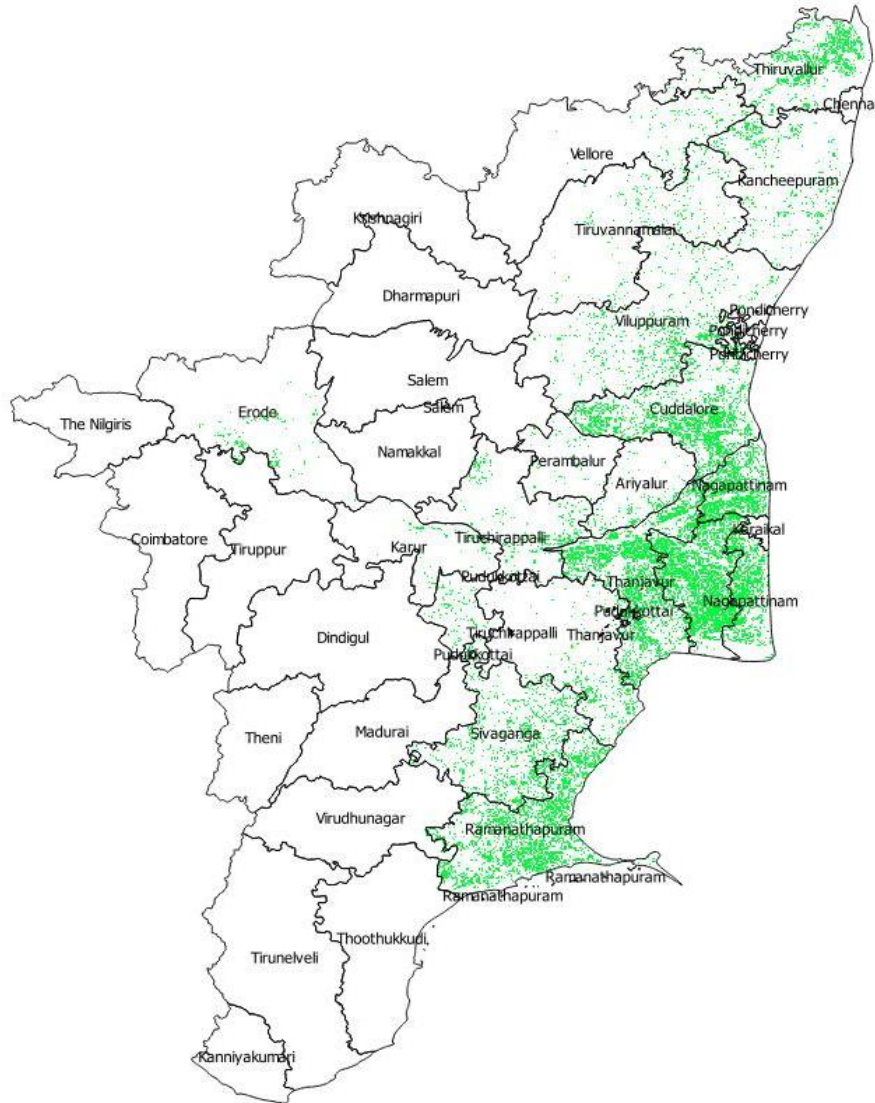 Thiruvallur
Chenna
Vellore
Kancheepuram
Krishnagiri
Tiruvannamalai
Dharmapuri
Pondicherry
Viluppuram
Pondicherry
Pondicherry
Salem
The Nilgiris
Erode
Salem
Cuddalore
Namakkal
Perambalur
Ariyalur
Nagapattinam
Coimbatore
Tiruppur
Karur
Tiruchirappalli
Karaikal
Pudukkottai
Thanjavur
Nagapattinam
Pudukkottai
Dindigul
Tiruchirappalli
Thanjavur
Pudukkottai
Theni
Madurai
Sivaganga
Virudhunagar
Ramanathapuram
Ramanathapuram
Ramanathapuram
Thoothukkudi
Tirunelveli
Kanniyakumari